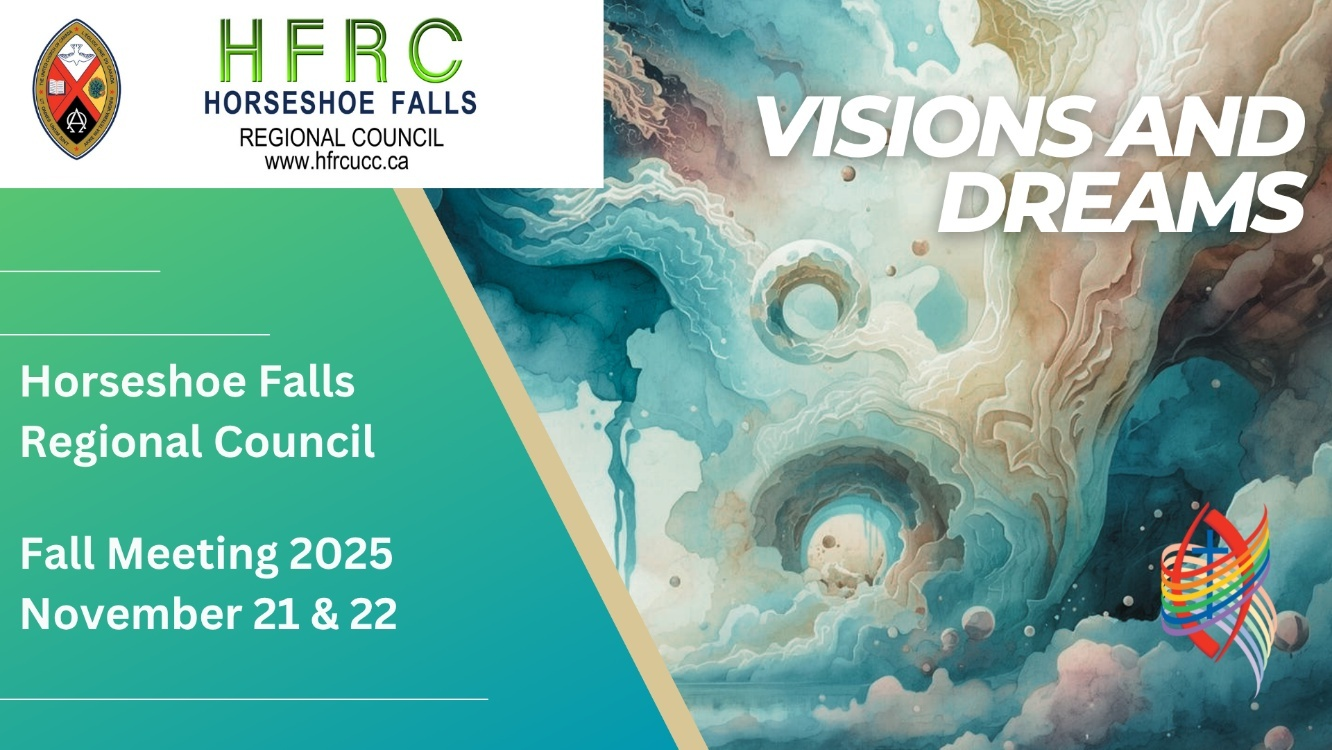 HFRC
HORSESHOE FALLS
REGIONAL COUNCIL
www.hfrcucc.ca
VISIONS AND
DREAMS
Horseshoe Falls
Regional Council
Fall Meeting 2025
November 21 & 22